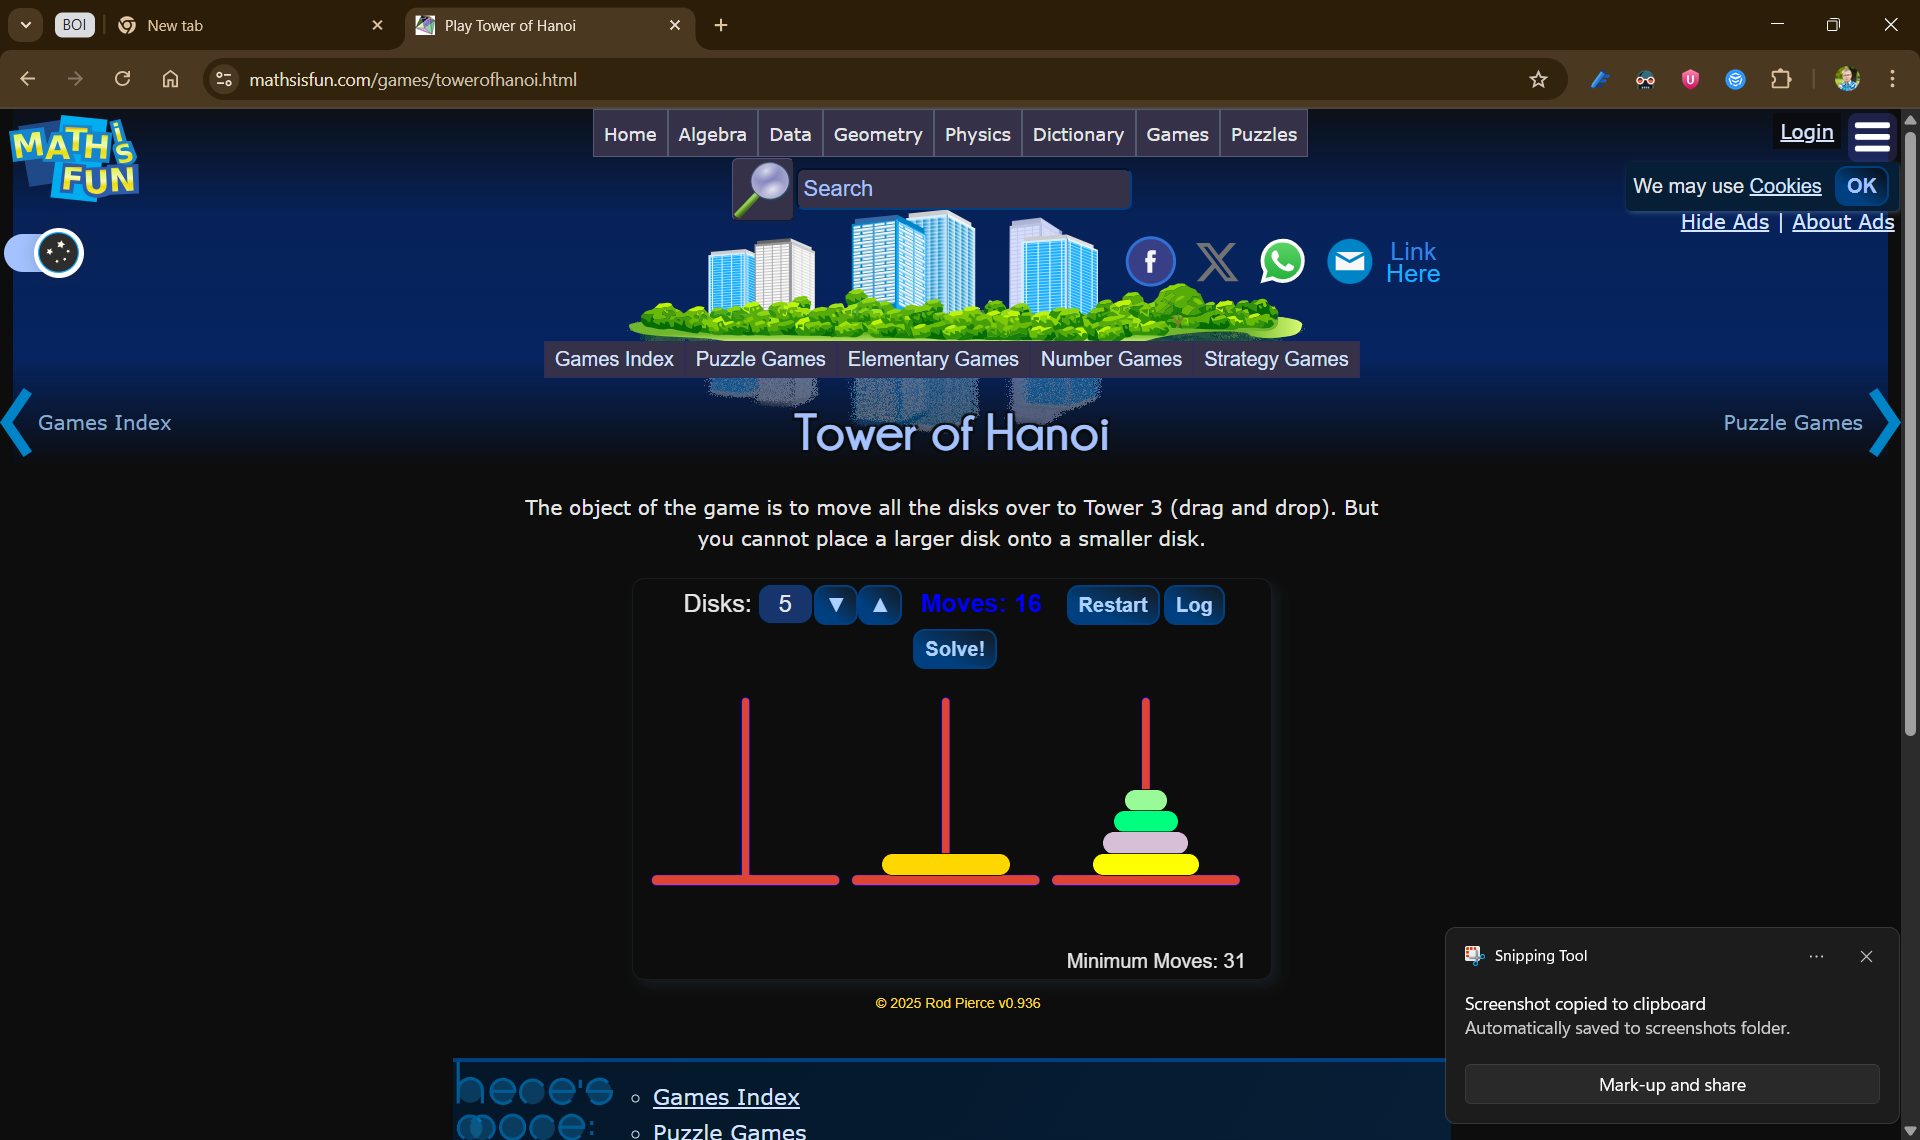 BOI
New tab
Play Tower of Hanoi
mathsisfun.com/games/towerofhanoi.html
MATH iS FUN
Home Algebra Data Geometry Physics Dictionary Games Puzzles
Login
Search
We may use Cookies OK
Hide Ads | About Ads
Link
Here
Games Index Puzzle Games Elementary Games Number Games Strategy Games
Games Index
Puzzle Games
Tower of Hanoi
The object of the game is to move all the disks over to Tower 3 (drag and drop). But
you cannot place a larger disk onto a smaller disk.
Disks: 5 ▼ ▲ Moves: 16 Restart Log
Solve!
Minimum Moves: 31
© 2025 Rod Pierce v0.936
Snipping Tool
Screenshot copied to clipboard
Automatically saved to screenshots folder.
Mark-up and share
here's
more:
Games Index
Puzzle Games